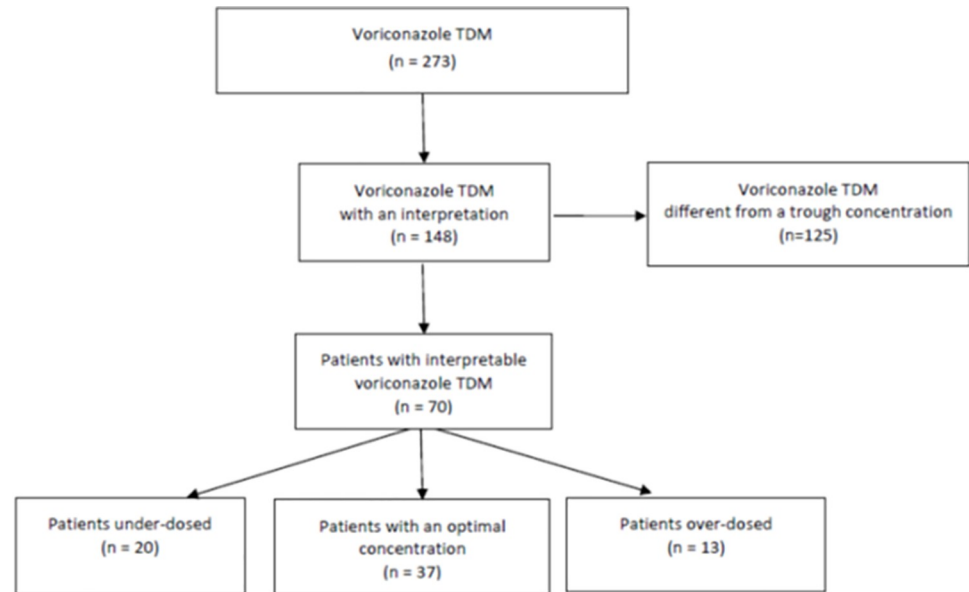 Voriconazole TDM
(n = 273)
Voriconazole TDM
with an interpretation
(n = 148)
Voriconazole TDM
different from a trough concentration
(n=125)
Patients with interpretable
voriconazole TDM
(n = 70)
Patients under-dosed
(n = 20)
Patients with an optimal
concentration
(n = 37)
Patients over-dosed
(n = 13)